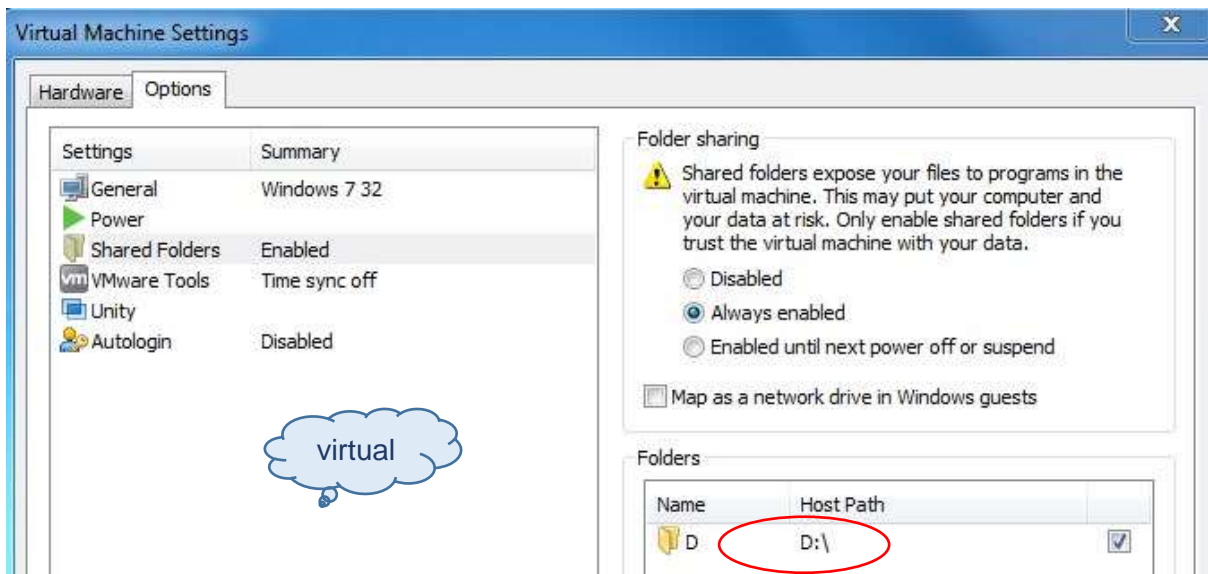 Virtual Machine Settings
X
Hardware Options
Settings Summary
General Windows 7 32
Power
Shared Folders Enabled
vm VMware Tools Time sync off
Unity
Autologin Disabled
virtual
Folder sharing
Shared folders expose your files to programs in the
virtual machine. This may put your computer and
your data at risk. Only enable shared folders if you
trust the virtual machine with your data.
Disabled
Always enabled
Enabled until next power off or suspend
Map as a network drive in Windows guests
Folders
Name Host Path
D D:\